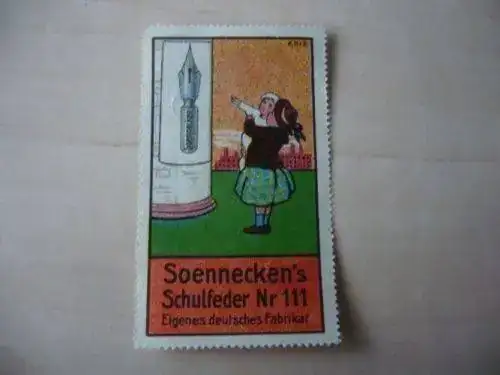 Soennecken's
Schulfeder Nr 111
Eigenes deutsches Fabrikat